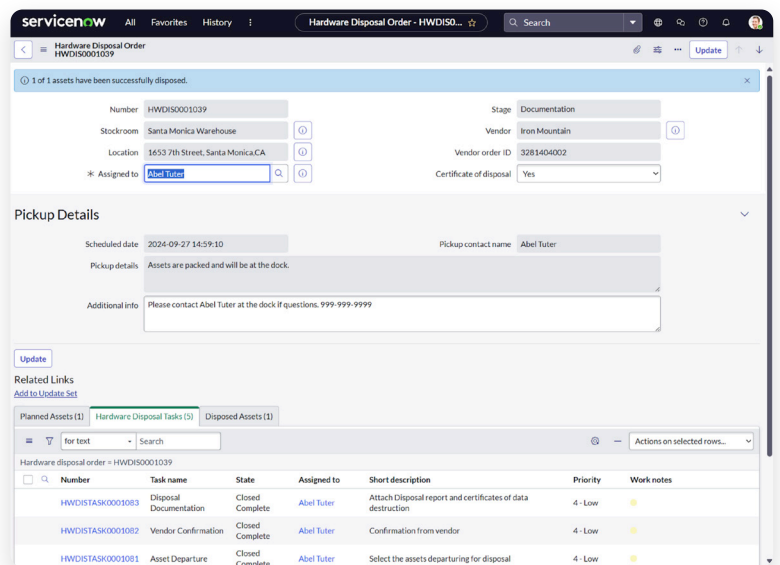 servicenow All Favorites History Hardware Disposal Order - HWDIS0... Search
Hardware Disposal Order
HWDIS0001039
Update
1 of 1 assets have been successfully disposed.
Number HWDIS0001039 Stage Documentation
Stockroom Santa Monica Warehouse Vendor Iron Mountain
Location 1653 7th Street, Santa Monica,CA Vendor order ID 3281404002
Assigned to Abel Tuter Certificate of disposal Yes
Pickup Details
Scheduled date 2024-09-27 14:59:10 Pickup contact name Abel Tuter
Pickup details Assets are packed and will be at the dock.
Additional info Please contact Abel Tuter at the dock if questions. 999-999-9999
Update
Related Links
Add to Update Set
Planned Assets (1) Hardware Disposal Tasks (5) Disposed Assets (1)
for text Search Actions on selected rows...
Hardware disposal order = HWDIS0001039
Number Task name State Assigned to Short description Priority Work notes
HWDISTASK0001083 Disposal Documentation Closed Complete Abel Tuter Attach Disposal report and certificates of data destruction 4 - Low
HWDISTASK0001082 Vendor Confirmation Closed Complete Abel Tuter Confirmation from vendor 4 - Low
HWDISTASK0001081 Asset Departure Closed Complete Abel Tuter Select the assets departuring for disposal 4 - Low